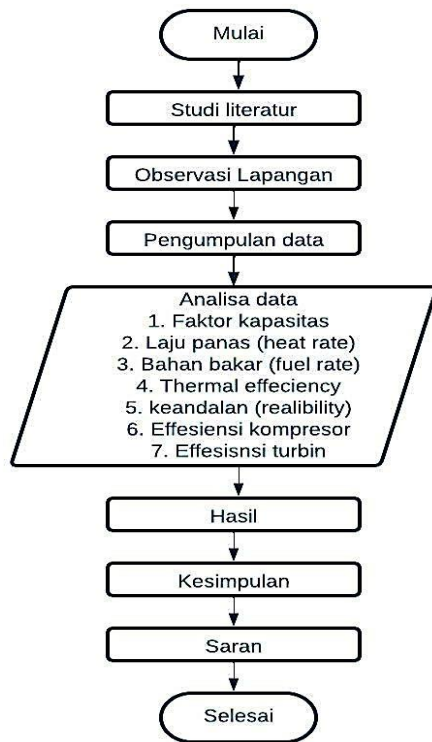 Mulai
Studi literatur
Observasi Lapangan
Pengumpulan data
Analisa data
1. Faktor kapasitas
2. Laju panas (heat rate)
3. Bahan bakar (fuel rate)
4. Thermal effeciency
5. keandalan (realibility)
6. Effesiensi kompresor
7. Effesisnsi turbin
Hasil
Kesimpulan
Saran
Selesai